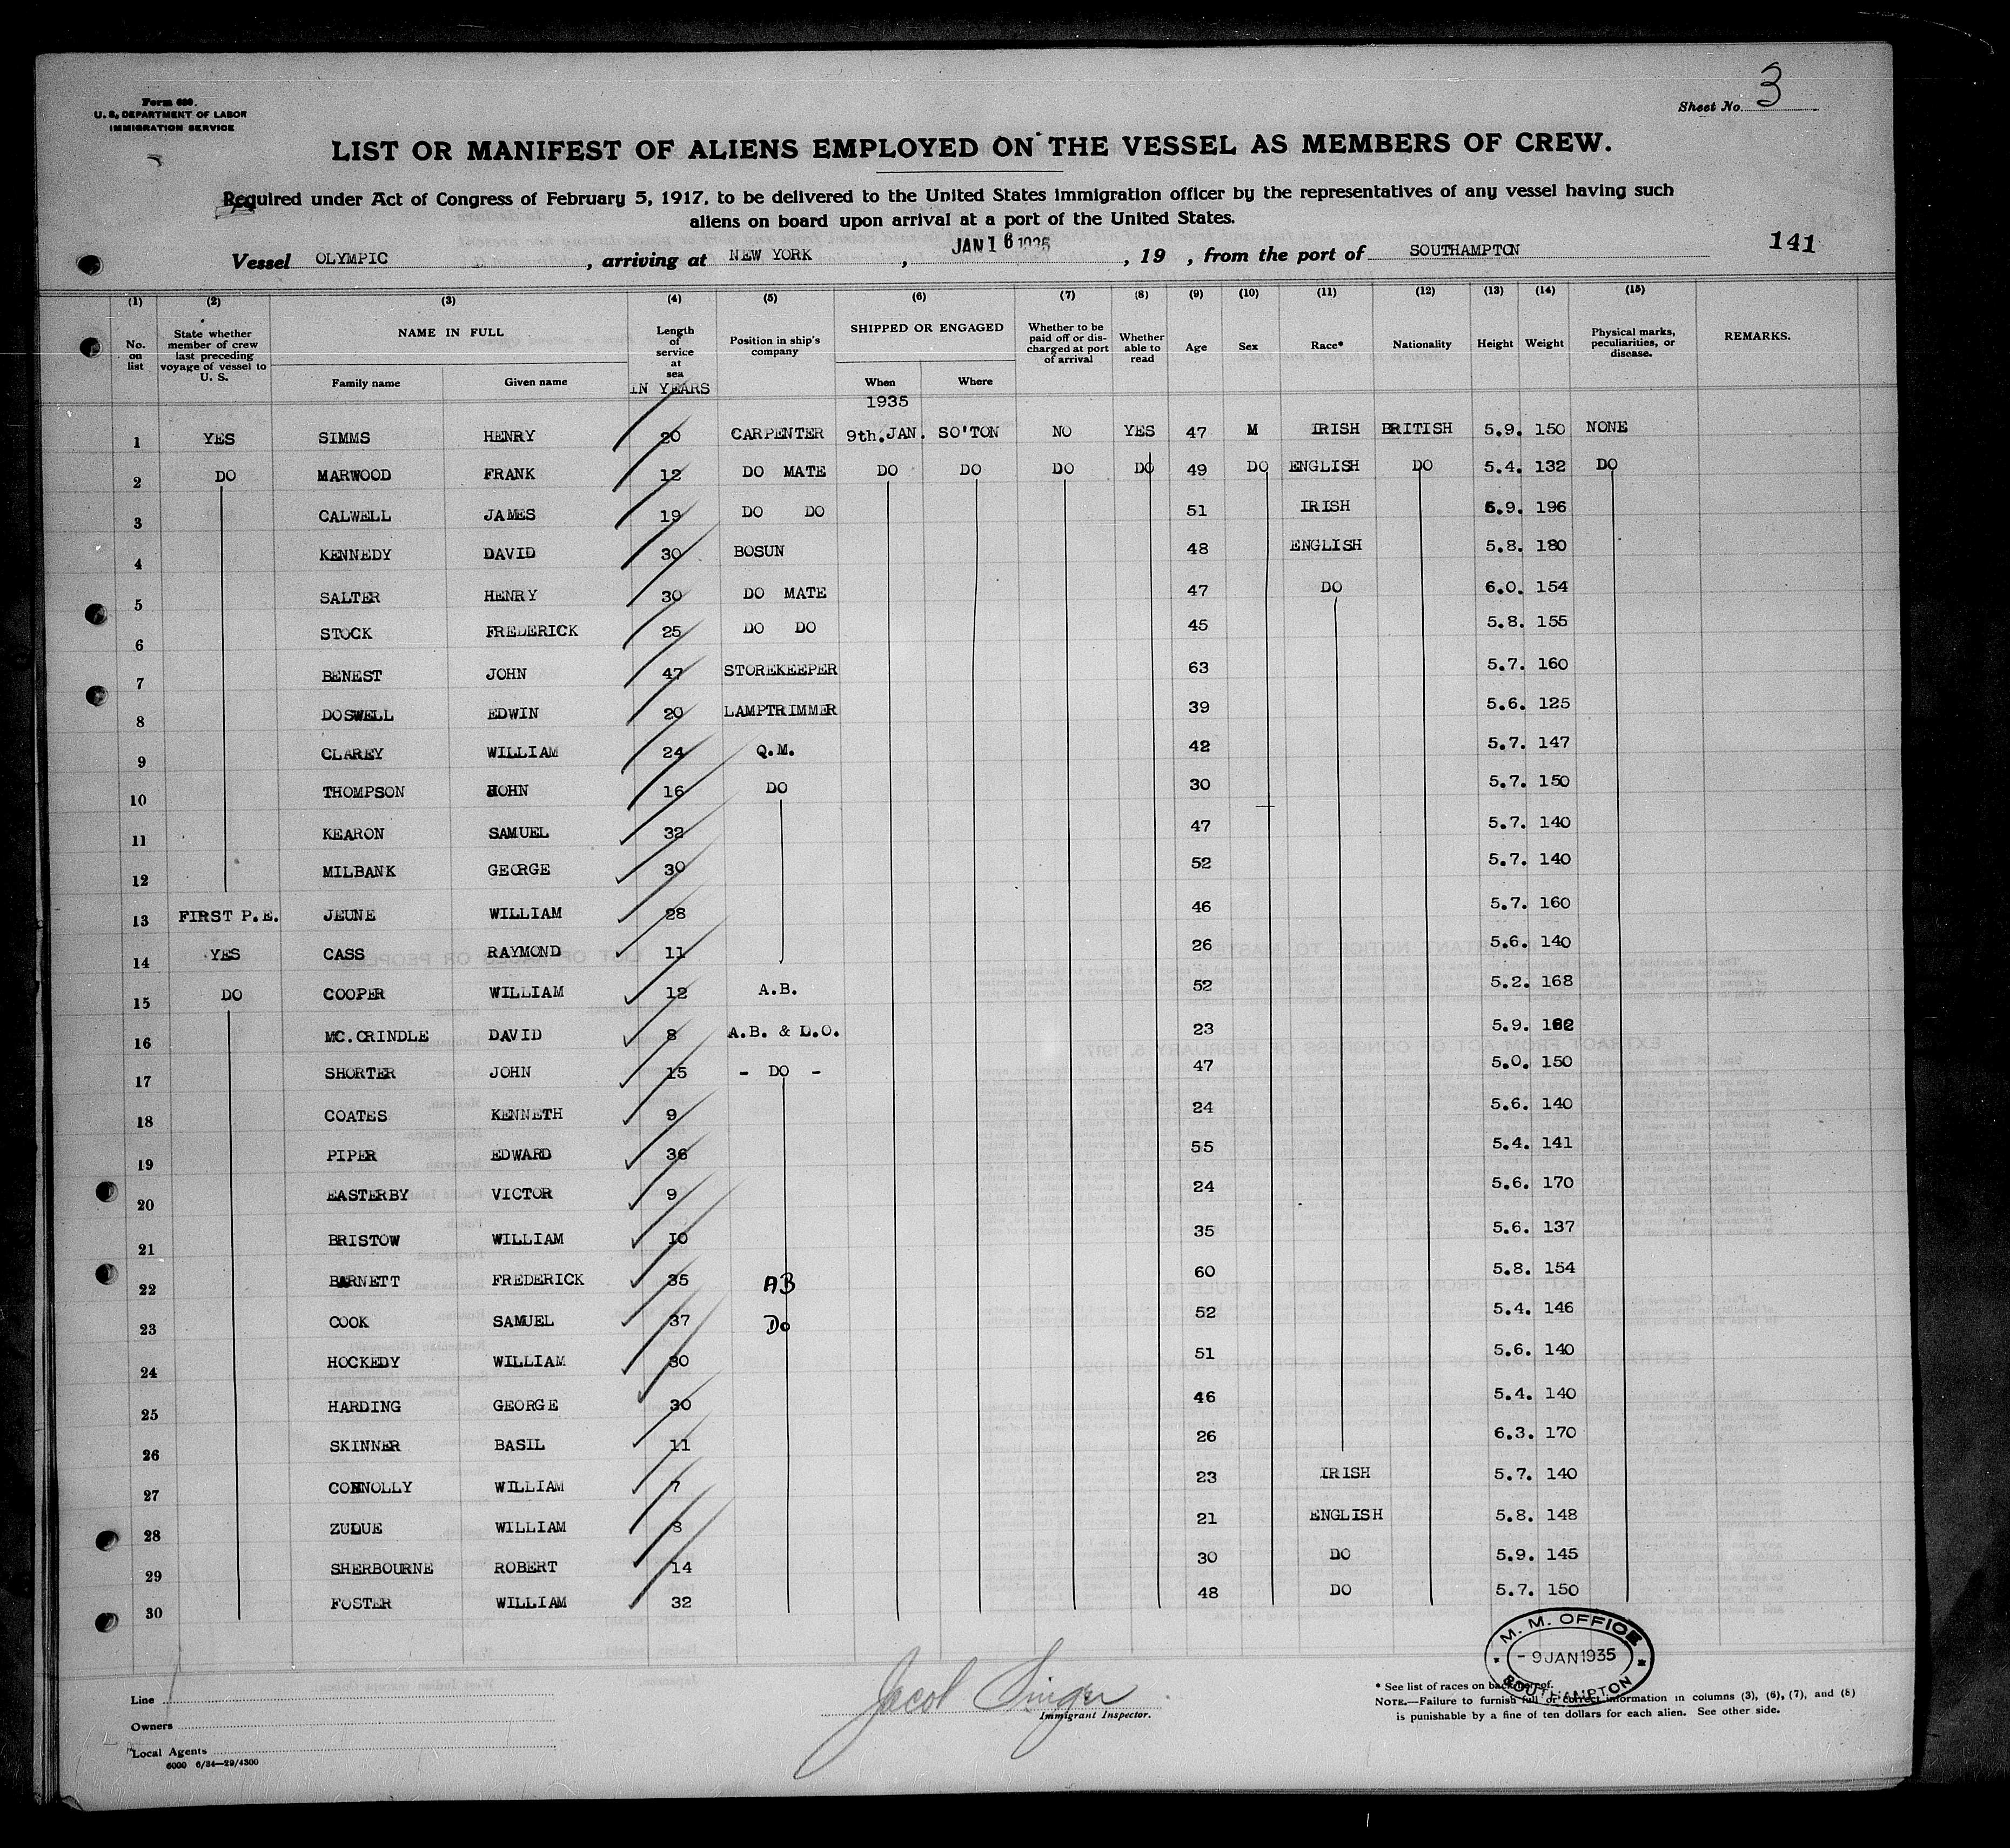 Form 680.
U. S. DEPARTMENT OF LABOR
IMMIGRATION SERVICE
Sheet No. 3
LIST OR MANIFEST OF ALIENS EMPLOYED ON THE VESSEL AS MEMBERS OF CREW.
Required under Act of Congress of February 5, 1917, to be delivered to the United States immigration officer by the representatives of any vessel having such
aliens on board upon arrival at a port of the United States.
Vessel OLYMPIC, arriving at NEW YORK, JAN 16 1935, 19 , from the port of SOUTHAMPTON 141
(1) (2) (3) (4) (5) (6) (7) (8) (9) (10) (11) (12) (13) (14) (15)
No. on list State whether member of crew last preceding voyage of vessel to U. S. NAME IN FULL Family name Given name Length of service at sea IN YEARS Position in ship's company SHIPPED OR ENGAGED When Where Whether to be paid off or discharged at port of arrival Whether able to read Age Sex Race* Nationality Height Weight Physical marks, peculiarities, or disease. REMARKS.
1935
1 YES SIMMS HENRY 20 CARPENTER 9th.JAN. SO'TON NO YES 47 M IRISH BRITISH 5.9. 150 NONE
2 DO MARWOOD FRANK 12 DO MATE DO DO DO DO 49 DO ENGLISH DO 5.4. 132 DO
3 CALWELL JAMES 19 DO DO 51 IRISH 5.9. 196
4 KENNEDY DAVID 30 BOSUN 48 ENGLISH 5.8. 180
5 SALTER HENRY 30 DO MATE 47 DO 6.0. 154
6 STOCK FREDERICK 25 DO DO 45 5.8. 155
7 BENEST JOHN 47 STOREKEEPER 63 5.7. 160
8 DOSWELL EDWIN 20 LAMPTRIMMER 39 5.6. 125
9 CLAREY WILLIAM 24 Q.M. 42 5.7. 147
10 THOMPSON JOHN 16 DO 30 5.7. 150
11 KEARON SAMUEL 32 47 5.7. 140
12 MILBANK GEORGE 30 52 5.7. 140
13 FIRST P.E. JEUNE WILLIAM 28 46 5.7. 160
14 YES CASS RAYMOND 11 26 5.6. 140
15 DO COOPER WILLIAM 12 A.B. 52 5.2. 168
16 MC.CRINDLE DAVID 8 A.B. & L.O. 23 5.9.
17 SHORTER JOHN 15 - DO - 47 5.0. 150
18 COATES KENNETH 9 24 5.6. 140
19 PIPER EDWARD 36 55 5.4. 141
20 EASTERBY VICTOR 9 24 5.6. 170
21 BRISTOW WILLIAM 10 35 5.6. 137
22 BARNETT FREDERICK 35 AB 60 5.8. 154
23 COOK SAMUEL 37 Do 52 5.4. 146
24 HOCKEDY WILLIAM 30 51 5.6. 140
25 HARDING GEORGE 30 46 5.4. 140
26 SKINNER BASIL 11 26 6.3. 170
27 CONNOLLY WILLIAM 7 23 IRISH 5.7. 140
28 ZULUE WILLIAM 8 21 ENGLISH 5.8. 148
29 SHERBOURNE ROBERT 14 30 DO 5.9. 145
30 FOSTER WILLIAM 32 48 DO 5.7. 150
M. M. OFFICE
- 9 JAN 1935
SOUTHAMPTON
Line
Owners
Local Agents
6000 6/34—29/4300
Jacob Singer
Immigrant Inspector.
* See list of races on back hereof.
NOTE.—Failure to furnish full or correct information in columns (3), (6), (7), and (8)
is punishable by a fine of ten dollars for each alien. See other side.